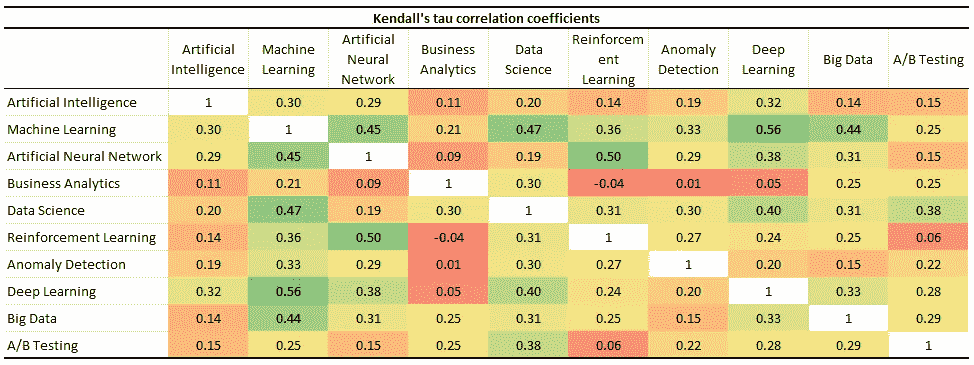 Kendall's tau correlation coefficients
Artificial Intelligence Machine Learning Artificial Neural Network Business Analytics Data Science Reinforcem ent Learning Anomaly Detection Deep Learning Big Data A/B Testing
Artificial Intelligence 1 0.30 0.29 0.11 0.20 0.14 0.19 0.32 0.14 0.15
Machine Learning 0.30 1 0.45 0.21 0.47 0.36 0.33 0.56 0.44 0.25
Artificial Neural Network 0.29 0.45 1 0.09 0.19 0.50 0.29 0.38 0.31 0.15
Business Analytics 0.11 0.21 0.09 1 0.30 -0.04 0.01 0.05 0.25 0.25
Data Science 0.20 0.47 0.19 0.30 1 0.31 0.30 0.40 0.31 0.38
Reinforcement Learning 0.14 0.36 0.50 -0.04 0.31 1 0.27 0.24 0.25 0.06
Anomaly Detection 0.19 0.33 0.29 0.01 0.30 0.27 1 0.20 0.15 0.22
Deep Learning 0.32 0.56 0.38 0.05 0.40 0.24 0.20 1 0.33 0.28
Big Data 0.14 0.44 0.31 0.25 0.31 0.25 0.15 0.33 1 0.29
A/B Testing 0.15 0.25 0.15 0.25 0.38 0.06 0.22 0.28 0.29 1